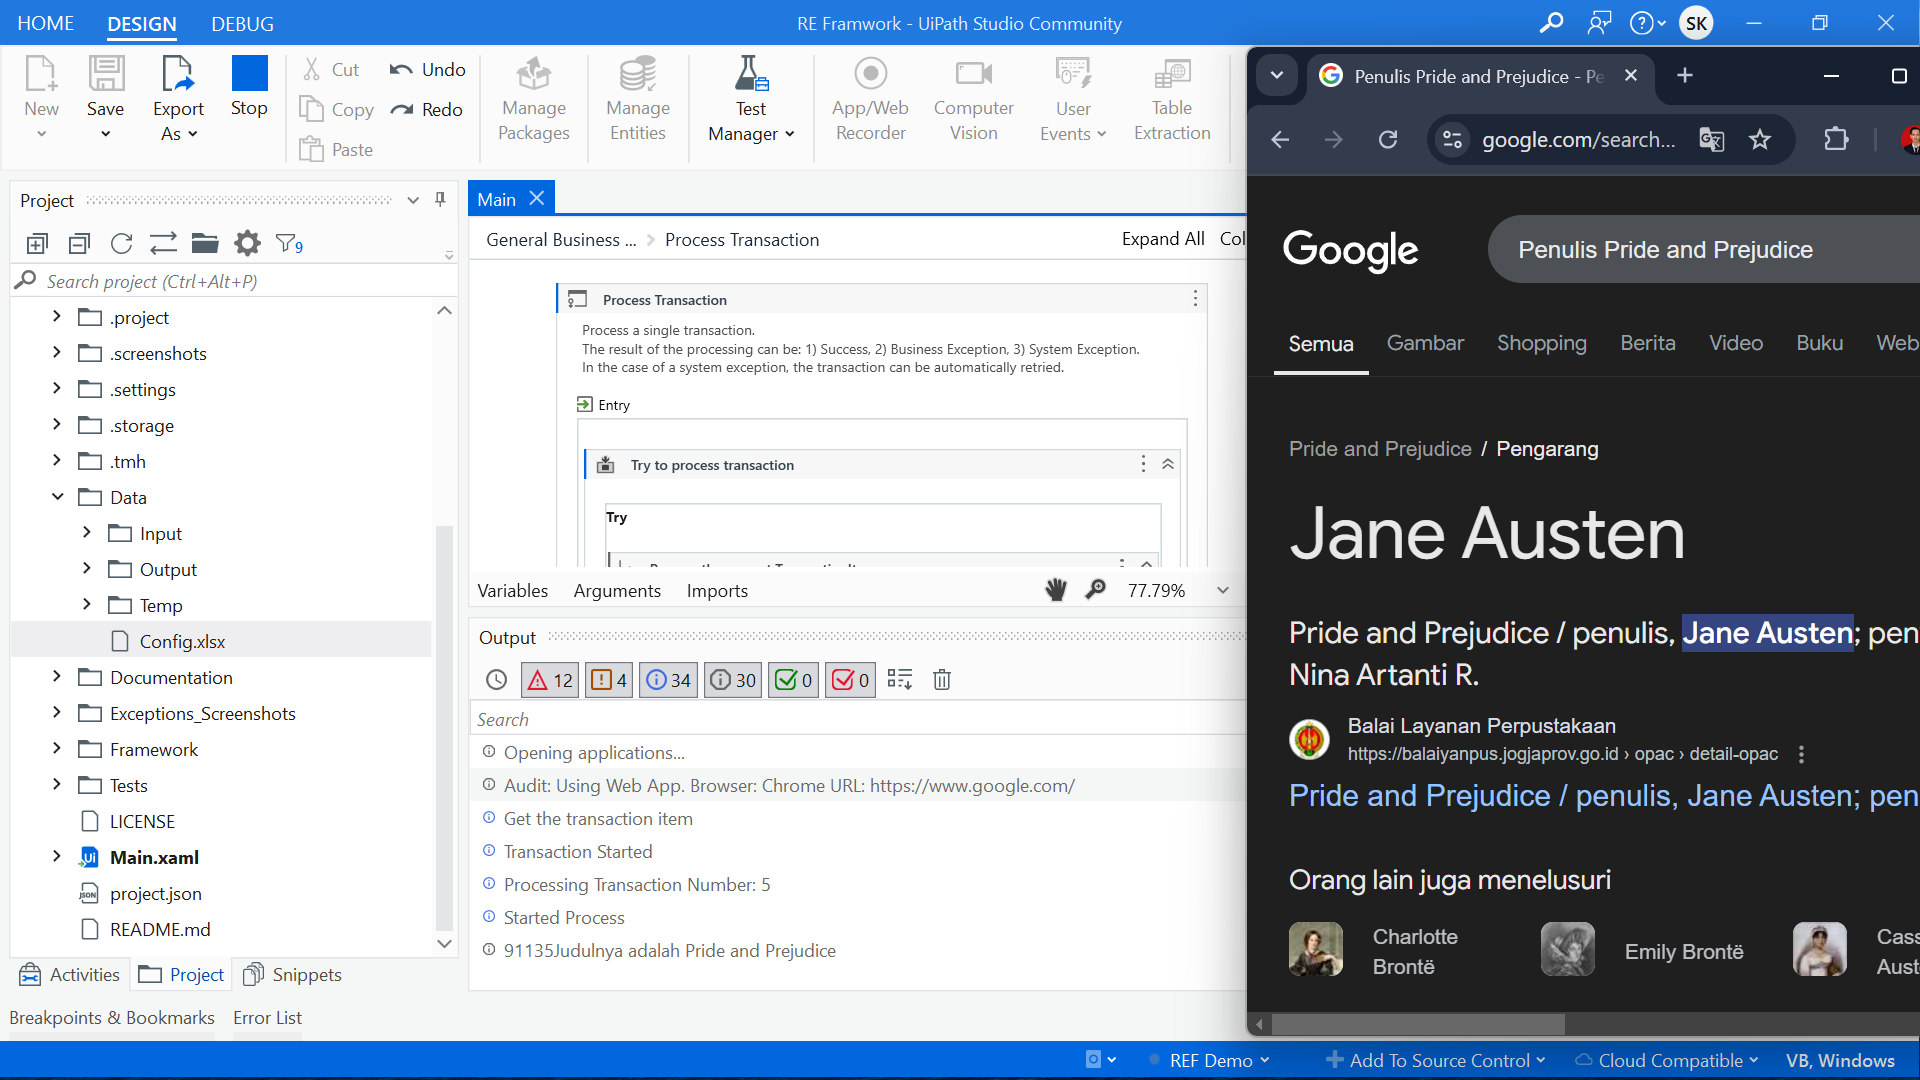 HOME DESIGN DEBUG
RE Framwork - UiPath Studio Community
SK
New
Save
Export As
Stop
Cut
Copy
Paste
Undo
Redo
Manage Packages
Manage Entities
Test Manager
App/Web Recorder
Computer Vision
User Events
Table Extraction
Project
9
Search project (Ctrl+Alt+P)
.project
.screenshots
.settings
.storage
.tmh
Data
Input
Output
Temp
Config.xlsx
Documentation
Exceptions_Screenshots
Framework
Tests
LICENSE
Main.xaml
project.json
README.md
Activities Project Snippets
Breakpoints & Bookmarks Error List
Main
General Business ... > Process Transaction
Expand All Col
Process Transaction
Process a single transaction.
The result of the processing can be: 1) Success, 2) Business Exception, 3) System Exception.
In the case of a system exception, the transaction can be automatically retried.
Entry
Try to process transaction
Try
Variables Arguments Imports
77.79%
Output
12 4 34 30 0 0
Search
Opening applications...
Audit: Using Web App. Browser: Chrome URL: https://www.google.com/
Get the transaction item
Transaction Started
Processing Transaction Number: 5
Started Process
91135Judulnya adalah Pride and Prejudice
Penulis Pride and Prejudice - Pe
google.com/search...
Google
Penulis Pride and Prejudice
Semua Gambar Shopping Berita Video Buku Web
Pride and Prejudice / Pengarang
Jane Austen
Pride and Prejudice / penulis, Jane Austen; pen
Nina Artanti R.
Balai Layanan Perpustakaan
https://balaiyanpus.jogjaprov.go.id › opac › detail-opac
Pride and Prejudice / penulis, Jane Austen; pen
Orang lain juga menelusuri
Charlotte Brontë
Emily Brontë
Cass
Aust
REF Demo
Add To Source Control
Cloud Compatible
VB, Windows